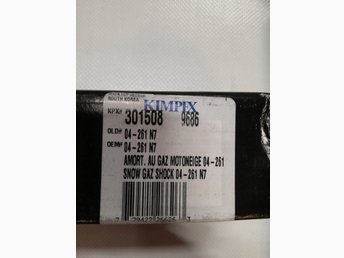 SOUTH KOREA
KIMPEX
KPX# 301508 9686
OLD# 04-261 N7
OEM# 04-261 N7
AMORT. AU GAZ MOTONEIGE 04-261
SNOW GAZ SHOCK 04-261 N7